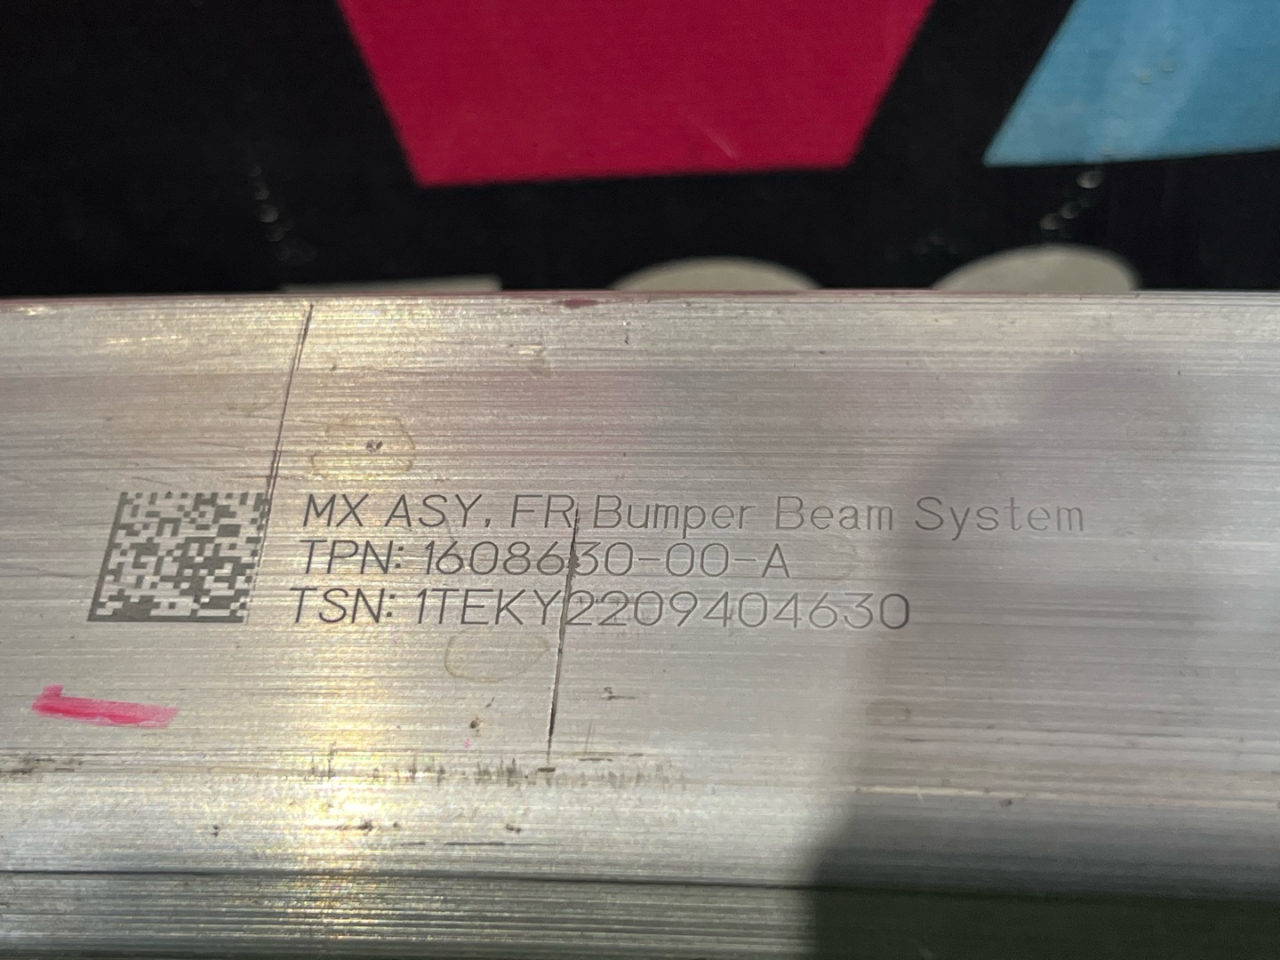 MX ASY, FR Bumper Beam System
TPN: 1608630-00-A
TSN: 1TEKY2209404630